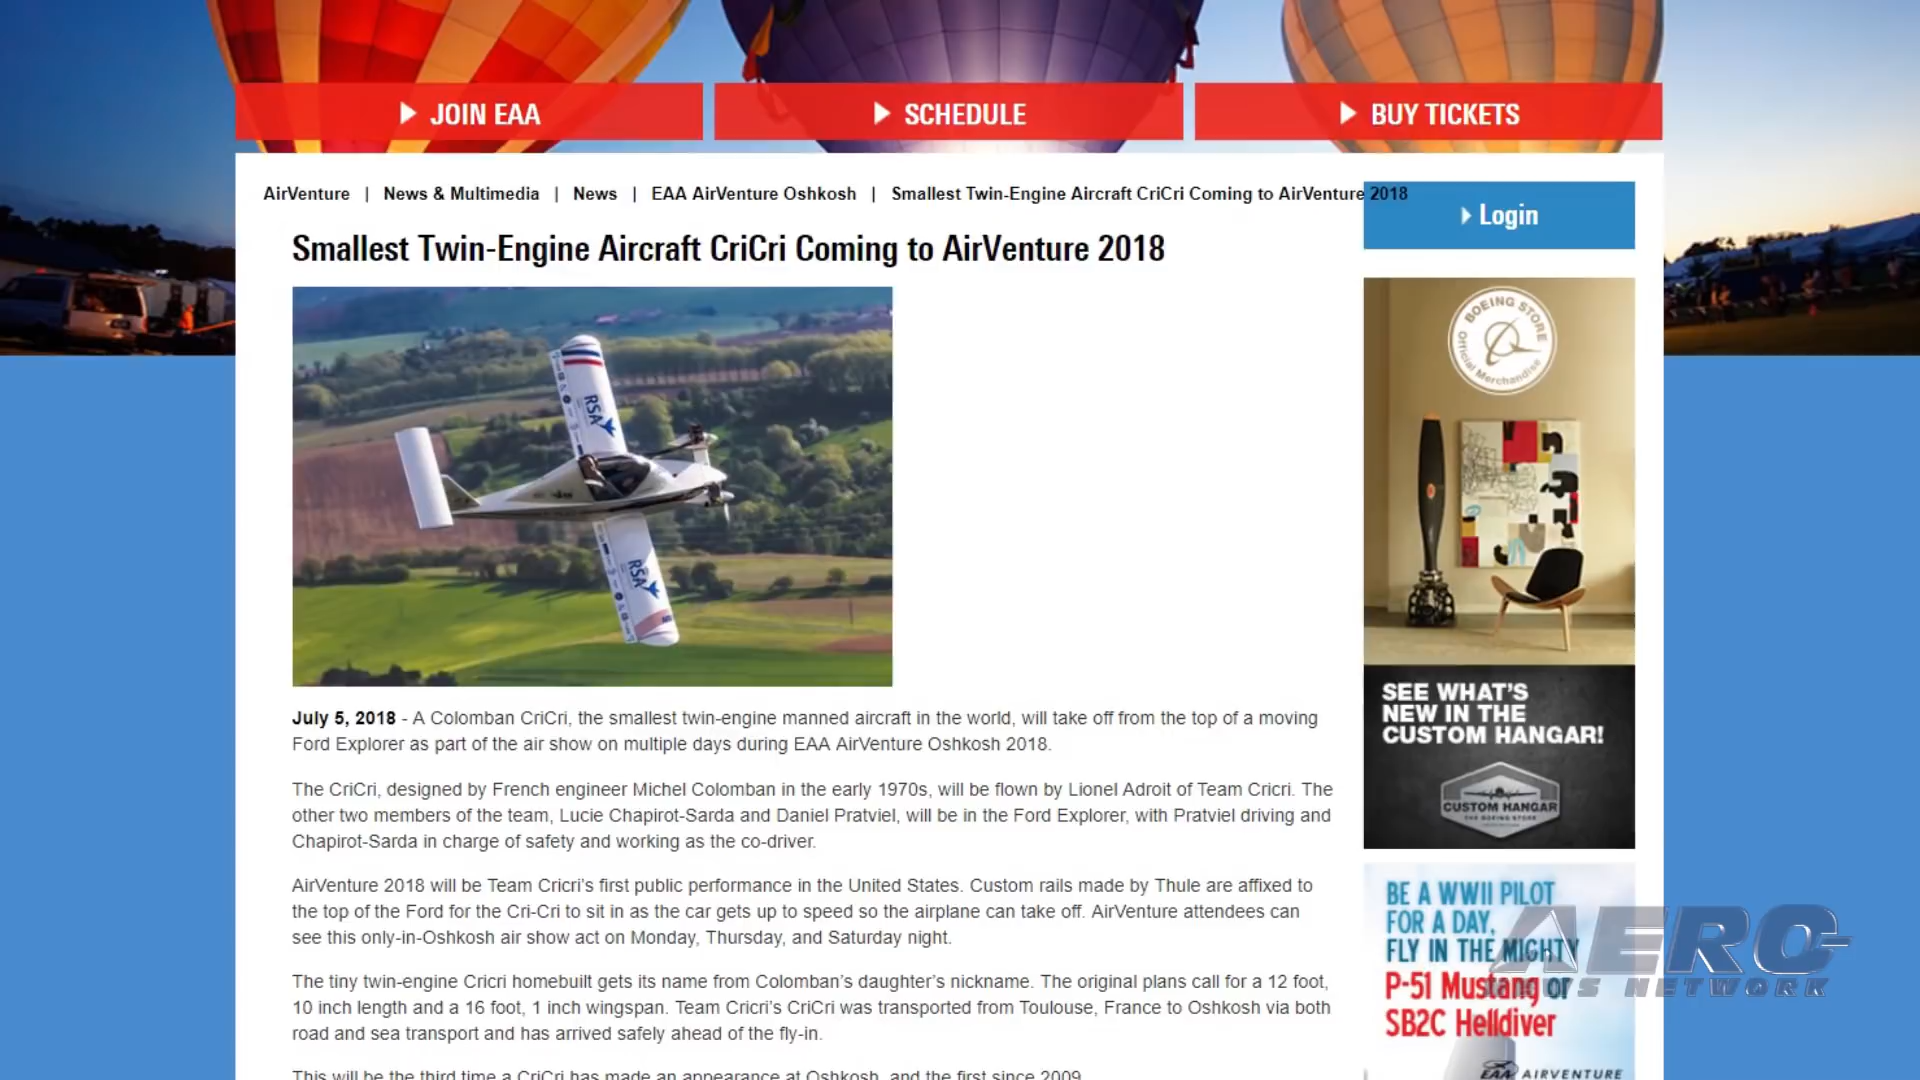 JOIN EAA
SCHEDULE
BUY TICKETS
AirVenture | News & Multimedia | News | EAA AirVenture Oshkosh | Smallest Twin-Engine Aircraft CriCri Coming to AirVenture 2018
Login
Smallest Twin-Engine Aircraft CriCri Coming to AirVenture 2018
RSA
RSA
July 5, 2018 - A Colomban CriCri, the smallest twin-engine manned aircraft in the world, will take off from the top of a moving
Ford Explorer as part of the air show on multiple days during EAA AirVenture Oshkosh 2018.
The CriCri, designed by French engineer Michel Colomban in the early 1970s, will be flown by Lionel Adroit of Team Cricri. The
other two members of the team, Lucie Chapirot-Sarda and Daniel Pratviel, will be in the Ford Explorer, with Pratviel driving and
Chapirot-Sarda in charge of safety and working as the co-driver.
AirVenture 2018 will be Team Cricri's first public performance in the United States. Custom rails made by Thule are affixed to
the top of the Ford for the Cri-Cri to sit in as the car gets up to speed so the airplane can take off. AirVenture attendees can
see this only-in-Oshkosh air show act on Monday, Thursday, and Saturday night.
The tiny twin-engine Cricri homebuilt gets its name from Colomban's daughter's nickname. The original plans call for a 12 foot,
10 inch length and a 16 foot, 1 inch wingspan. Team Cricri's CriCri was transported from Toulouse, France to Oshkosh via both
road and sea transport and has arrived safely ahead of the fly-in.
This will be the third time a CriCri has made an appearance at Oshkosh, and the first since 2009.
BOEING STORE
Official Merchandise
SEE WHAT'S
NEW IN THE
CUSTOM HANGAR!
CUSTOM HANGAR
THE BOEING STORE
BE A WWII PILOT
FOR A DAY,
FLY IN THE MIGHTY
P-51 Mustang or
SB2C Helldiver
EAA AIRVENTURE
AERO
NEWS NETWORK